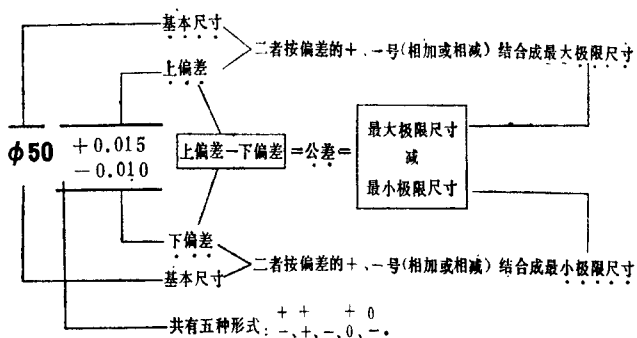 基本尺寸
二者按偏差的+、一号(相加或相减)结合成最大极限尺寸
上偏差
φ50 +0.015
-0.010
上偏差一下偏差 =公差=
最大极限尺寸
减
最小极限尺寸
下偏差
二者按偏差的+、一号(相加或相减)结合成最小极限尺寸
基本尺寸
+ + + 0
共有五种形式: -、+、-、0、-.